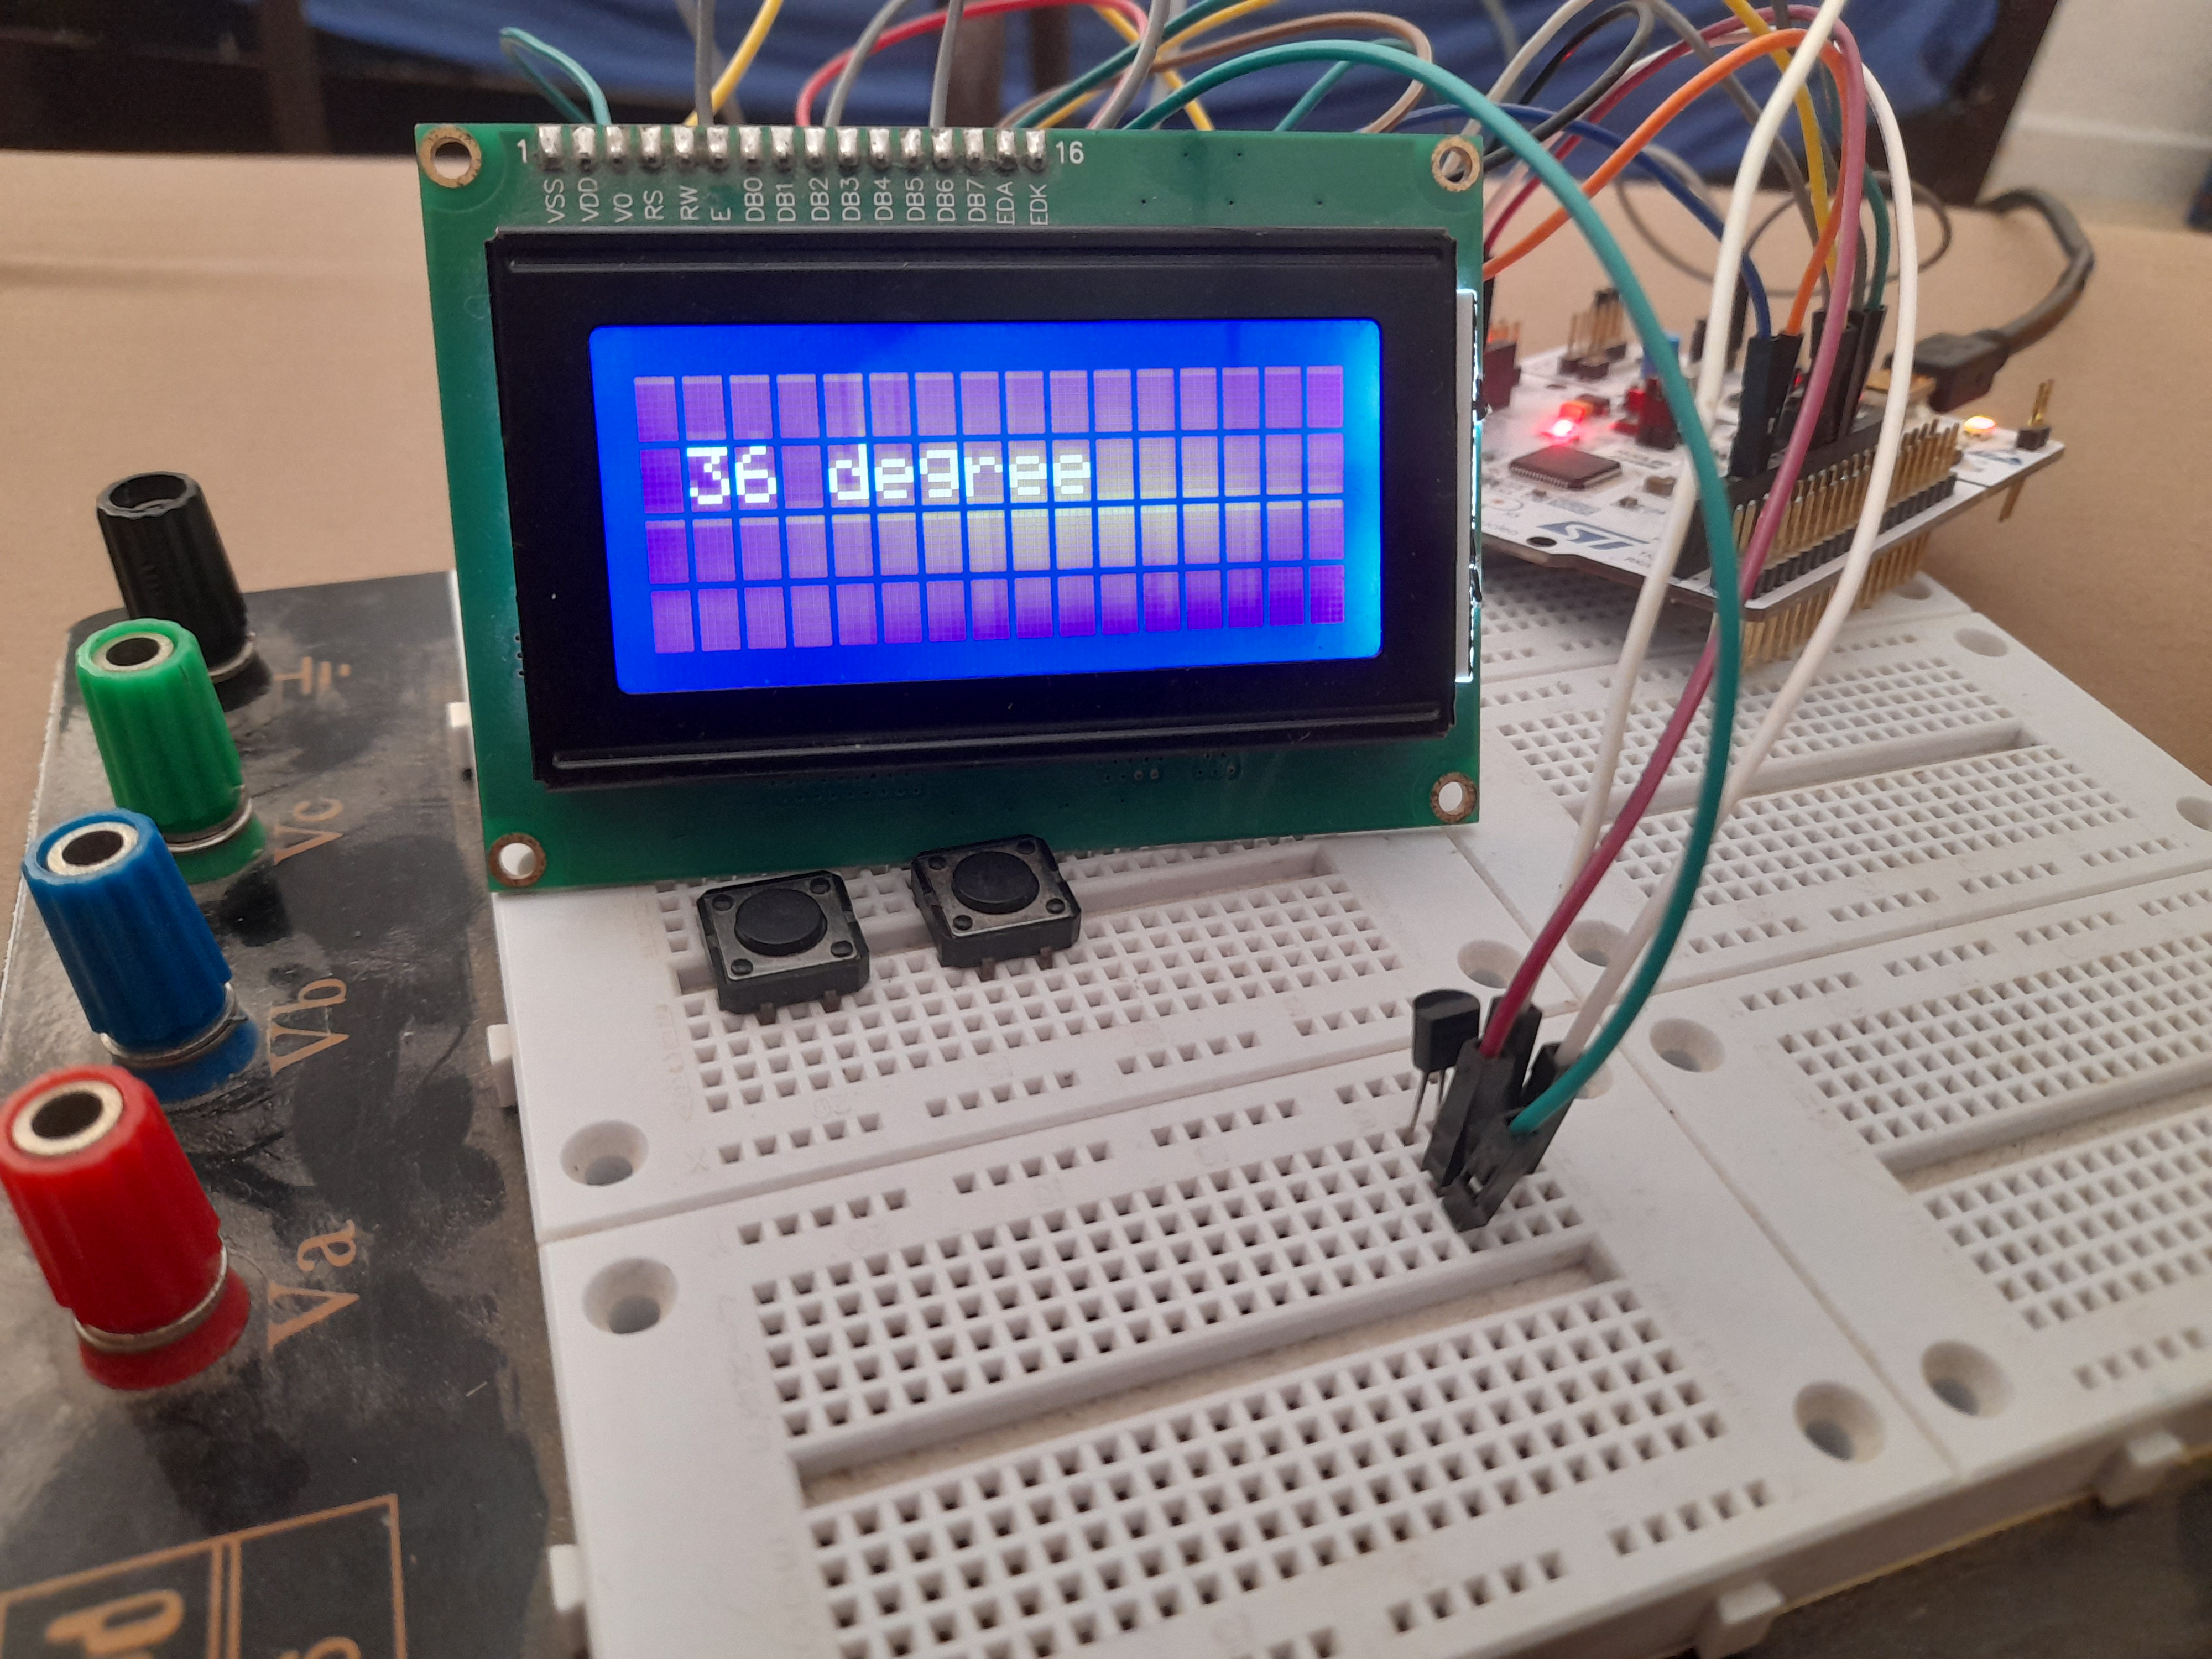 1 16
VSS VDD V0 RS RW E DB0 DB1 DB2 DB3 DB4 DB5 DB6 DB7 EDA EDK
36 degree
ST
Vc
Vb
Va